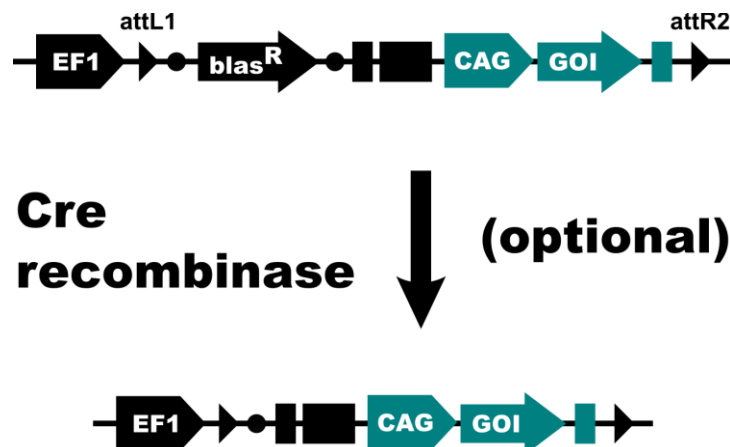 attL1 attR2
EF1 blasR CAG GOI
Cre
recombinase
(optional)
EF1 CAG GOI